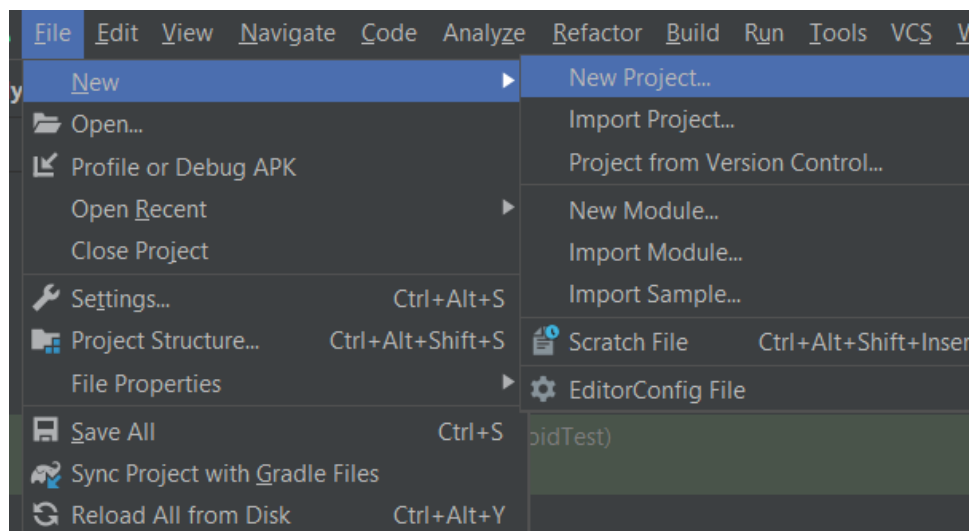 File Edit View Navigate Code Analyze Refactor Build Run Tools VCS
New
Open...
Profile or Debug APK
Open Recent
Close Project
Settings... Ctrl+Alt+S
Project Structure... Ctrl+Alt+Shift+S
File Properties
Save All Ctrl+S
Sync Project with Gradle Files
Reload All from Disk Ctrl+Alt+Y
New Project...
Import Project...
Project from Version Control...
New Module...
Import Module...
Import Sample...
Scratch File Ctrl+Alt+Shift+Inser
EditorConfig File
oidTest)